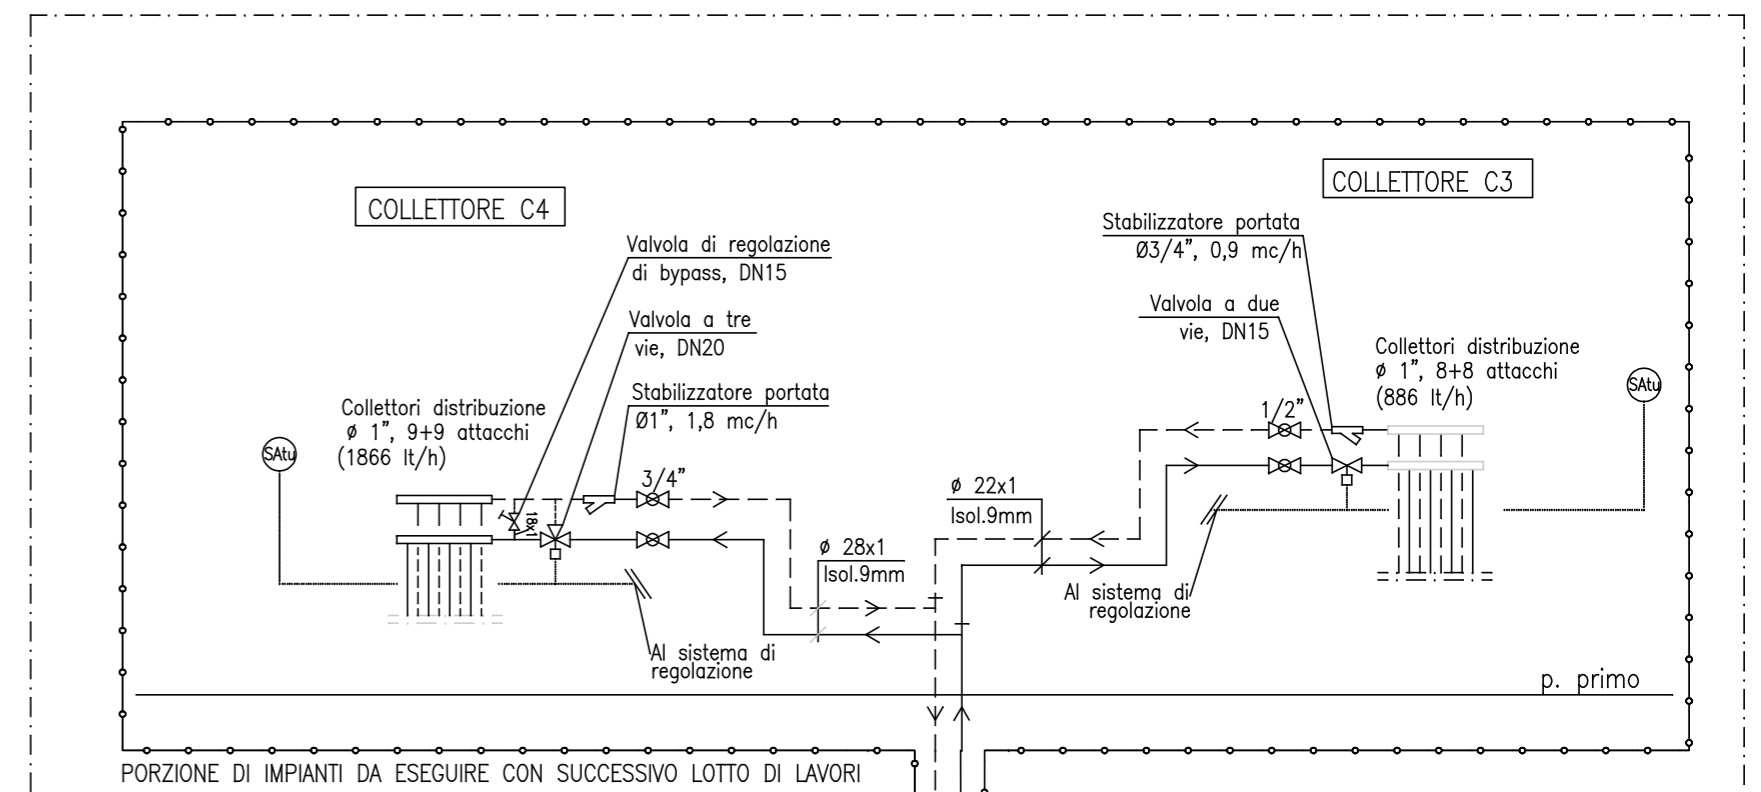 COLLETTORE C4
COLLETTORE C3
Valvola di regolazione
di bypass, DN15
Valvola a tre
vie, DN20
Stabilizzatore portata
Ø1", 1,8 mc/h
Collettori distribuzione
ø 1", 9+9 attacchi
(1866 lt/h)
SAtu
3/4"
18x1
ø 28x1
Isol.9mm
Al sistema di
regolazione
Stabilizzatore portata
Ø3/4", 0,9 mc/h
Valvola a due
vie, DN15
Collettori distribuzione
ø 1", 8+8 attacchi
(886 lt/h)
SAtu
1/2"
ø 22x1
Isol.9mm
Al sistema di
regolazione
p. primo
PORZIONE DI IMPIANTI DA ESEGUIRE CON SUCCESSIVO LOTTO DI LAVORI